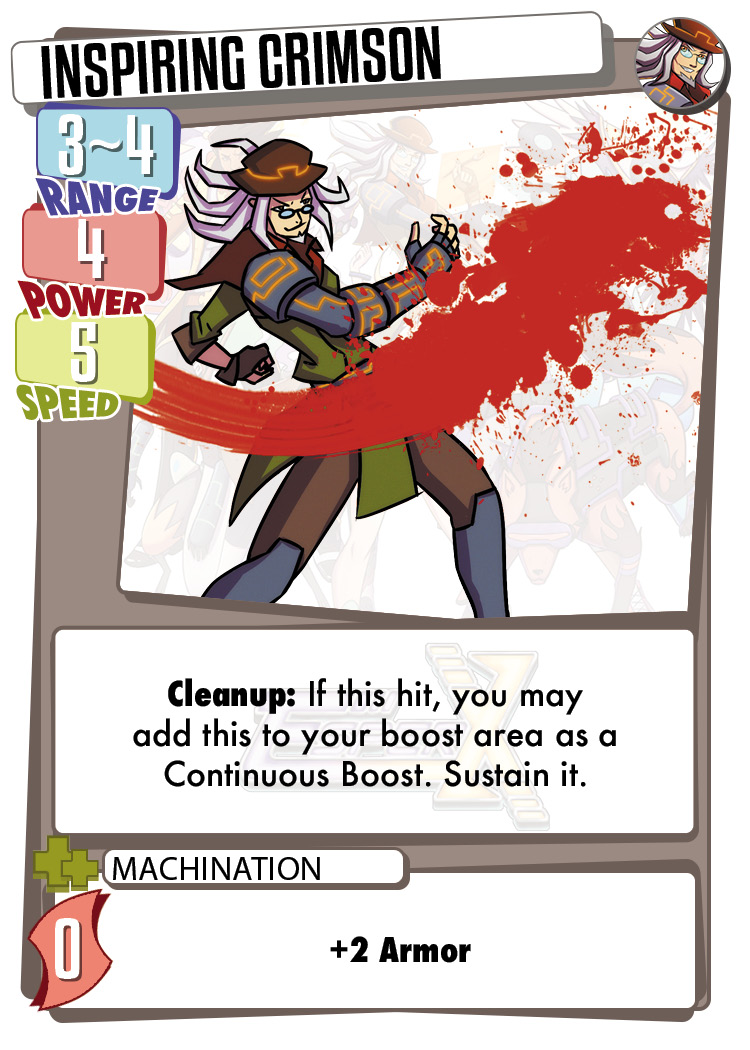 INSPIRING CRIMSON
3~4
RANGE
4
POWER
5
SPEED
Cleanup: If this hit, you may
add this to your boost area as a
Continuous Boost. Sustain it.
MACHINATION
0
+2 Armor